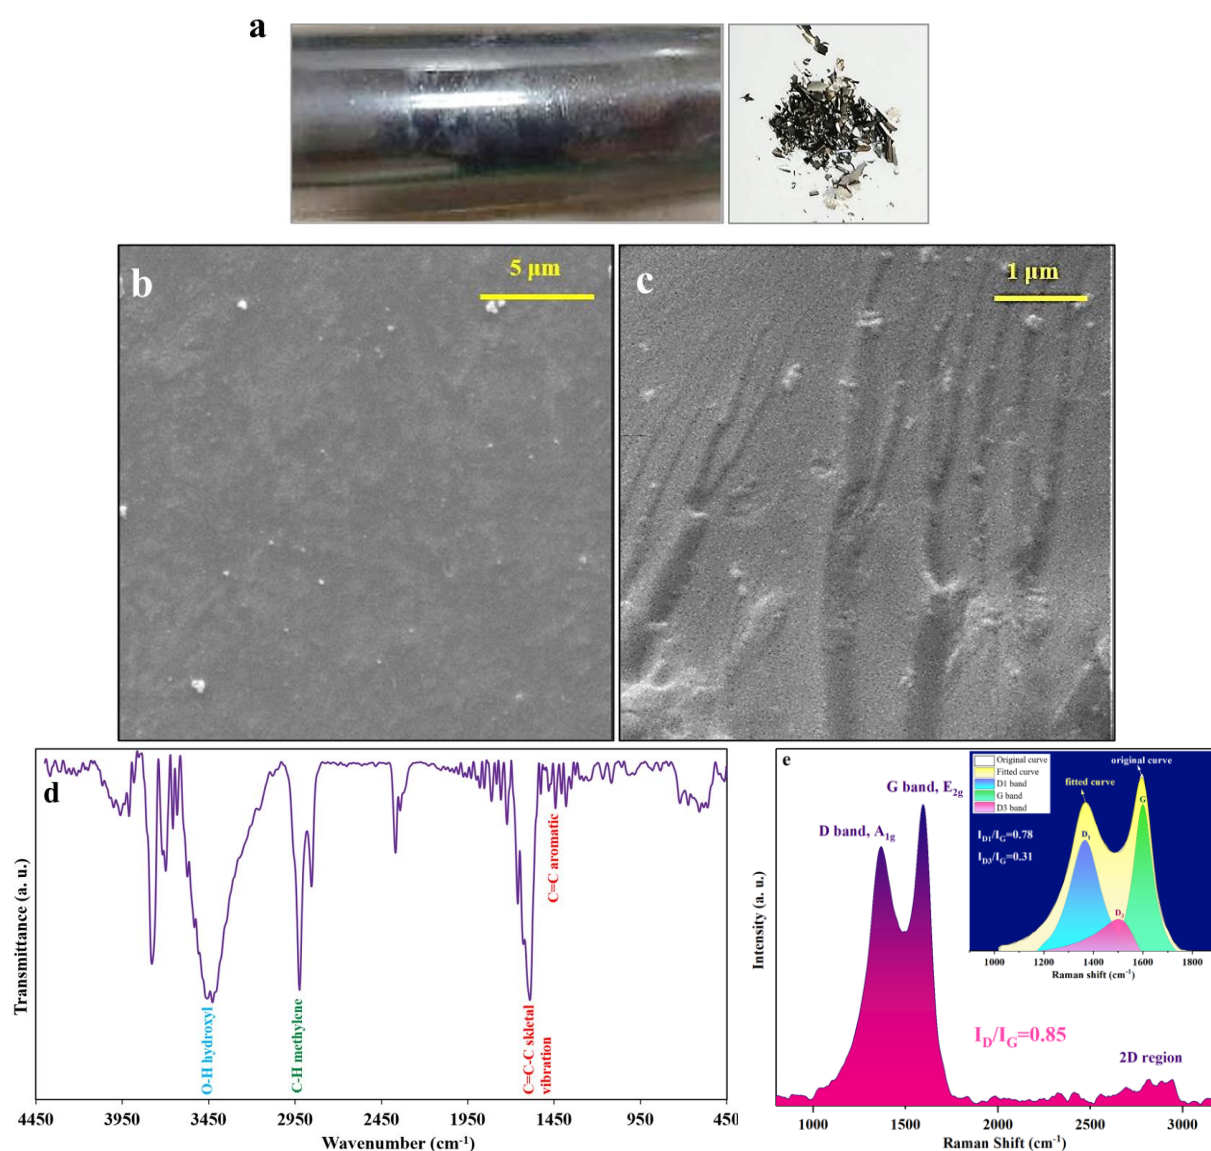 a
b
5 μm
c
1 μm
d
Transmittance (a. u.)
O-H hydroxyl
C-H methylene
C=C-C skletal
vibration
C=C aromatic
4450 3950 3450 2950 2450 1950 1450 950 450
Wavenumber (cm-1)
e
Intensity (a. u.)
D band, A1g
G band, E2g
ID/IG=0.85
2D region
1000 1500 2000 2500 3000
Raman Shift (cm-1)
Original curve
Fitted curve
D1 band
G band
D3 band
ID1/IG=0.78
ID3/IG=0.31
fitted curve
original curve
D1
G
D3
1000 1200 1400 1600 1800
Raman shift (cm-1)